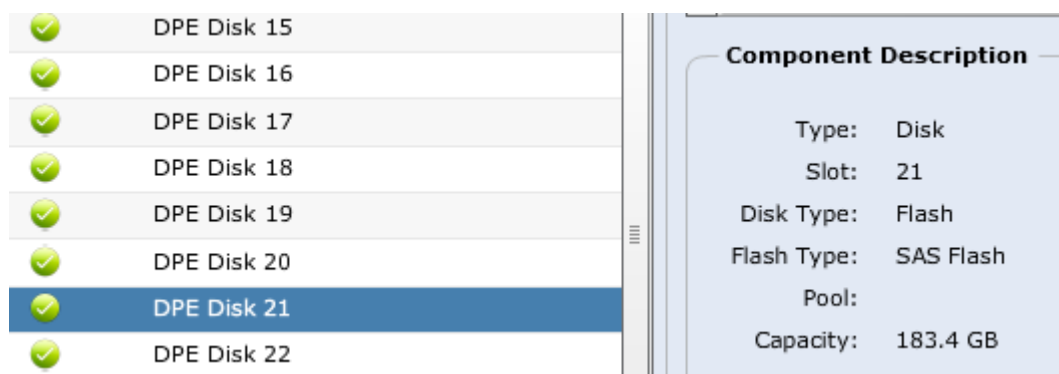 DPE Disk 15
DPE Disk 16
DPE Disk 17
DPE Disk 18
DPE Disk 19
DPE Disk 20
DPE Disk 21
DPE Disk 22
Component Description
Type: Disk
Slot: 21
Disk Type: Flash
Flash Type: SAS Flash
Pool:
Capacity: 183.4 GB